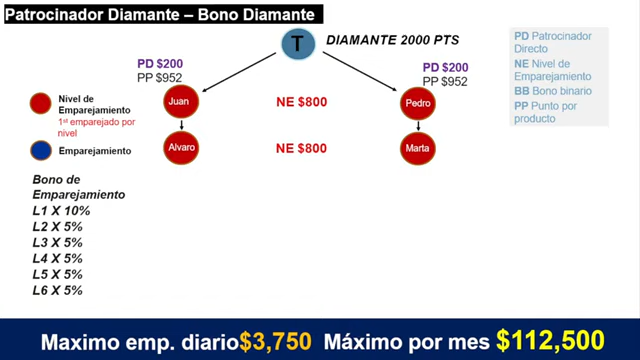 Patrocinador Diamante – Bono Diamante
T
DIAMANTE 2000 PTS
PD Patrocinador
Directo
NE Nivel de
Emparejamiento
BB Bono binario
PP Punto por
producto
PD $200
PP $952
PD $200
PP $952
Nivel de
Emparejamiento
1st emparejado por
nivel
Juan
NE $800
Pedro
Emparejamiento
Alvaro
NE $800
Marta
Bono de
Emparejamiento
L1 X 10%
L2 X 5%
L3 X 5%
L4 X 5%
L5 X 5%
L6 X 5%
Maximo emp. diario$3,750 Máximo por mes $112,500